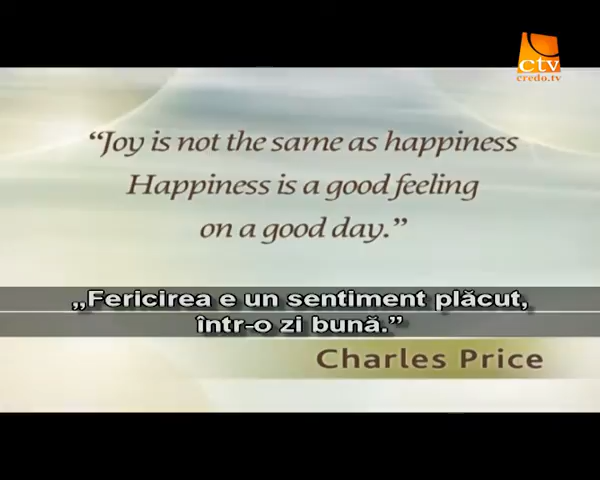 ctv
credo.tv
“Joy is not the same as happiness
Happiness is a good feeling
on a good day.”
„Fericirea e un sentiment plăcut,
într-o zi bună.”
Charles Price